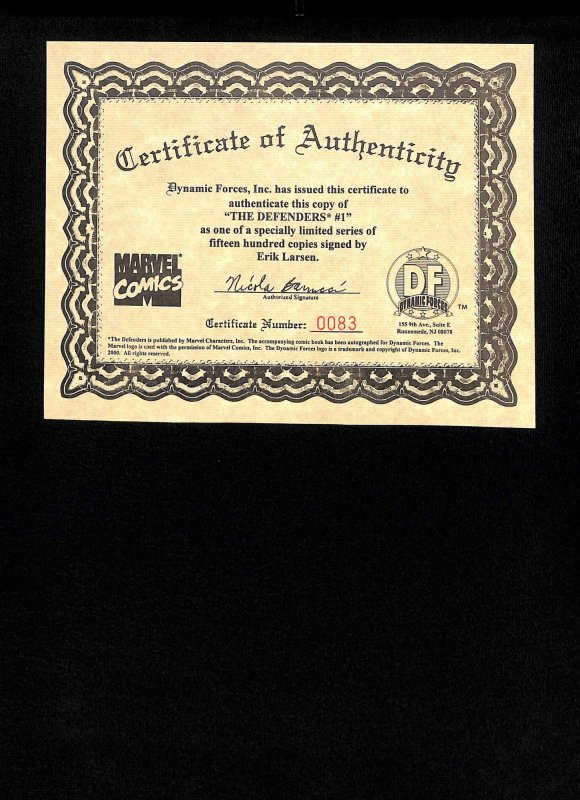 Certificate of Authenticity
Dynamic Forces, Inc. has issued this certificate to
authenticate this copy of
"THE DEFENDERS* #1"
as one of a specially limited series of
fifteen hundred copies signed by
Erik Larsen.
MARVEL
COMICS
M
Authorized Signature
DF
DYNAMIC FORCES
TM
155 9th Ave., Suite E
Runnemede, NJ 08078
Certificate Number: 0083
*The Defenders is published by Marvel Characters, Inc. The accompanying comic book has been autographed for Dynamic Forces. The
Marvel logo is used with the permission of Marvel Comics, Inc. The Dynamic Forces logo is a trademark and copyright of Dynamic Forces, Inc.
2000. All rights reserved.